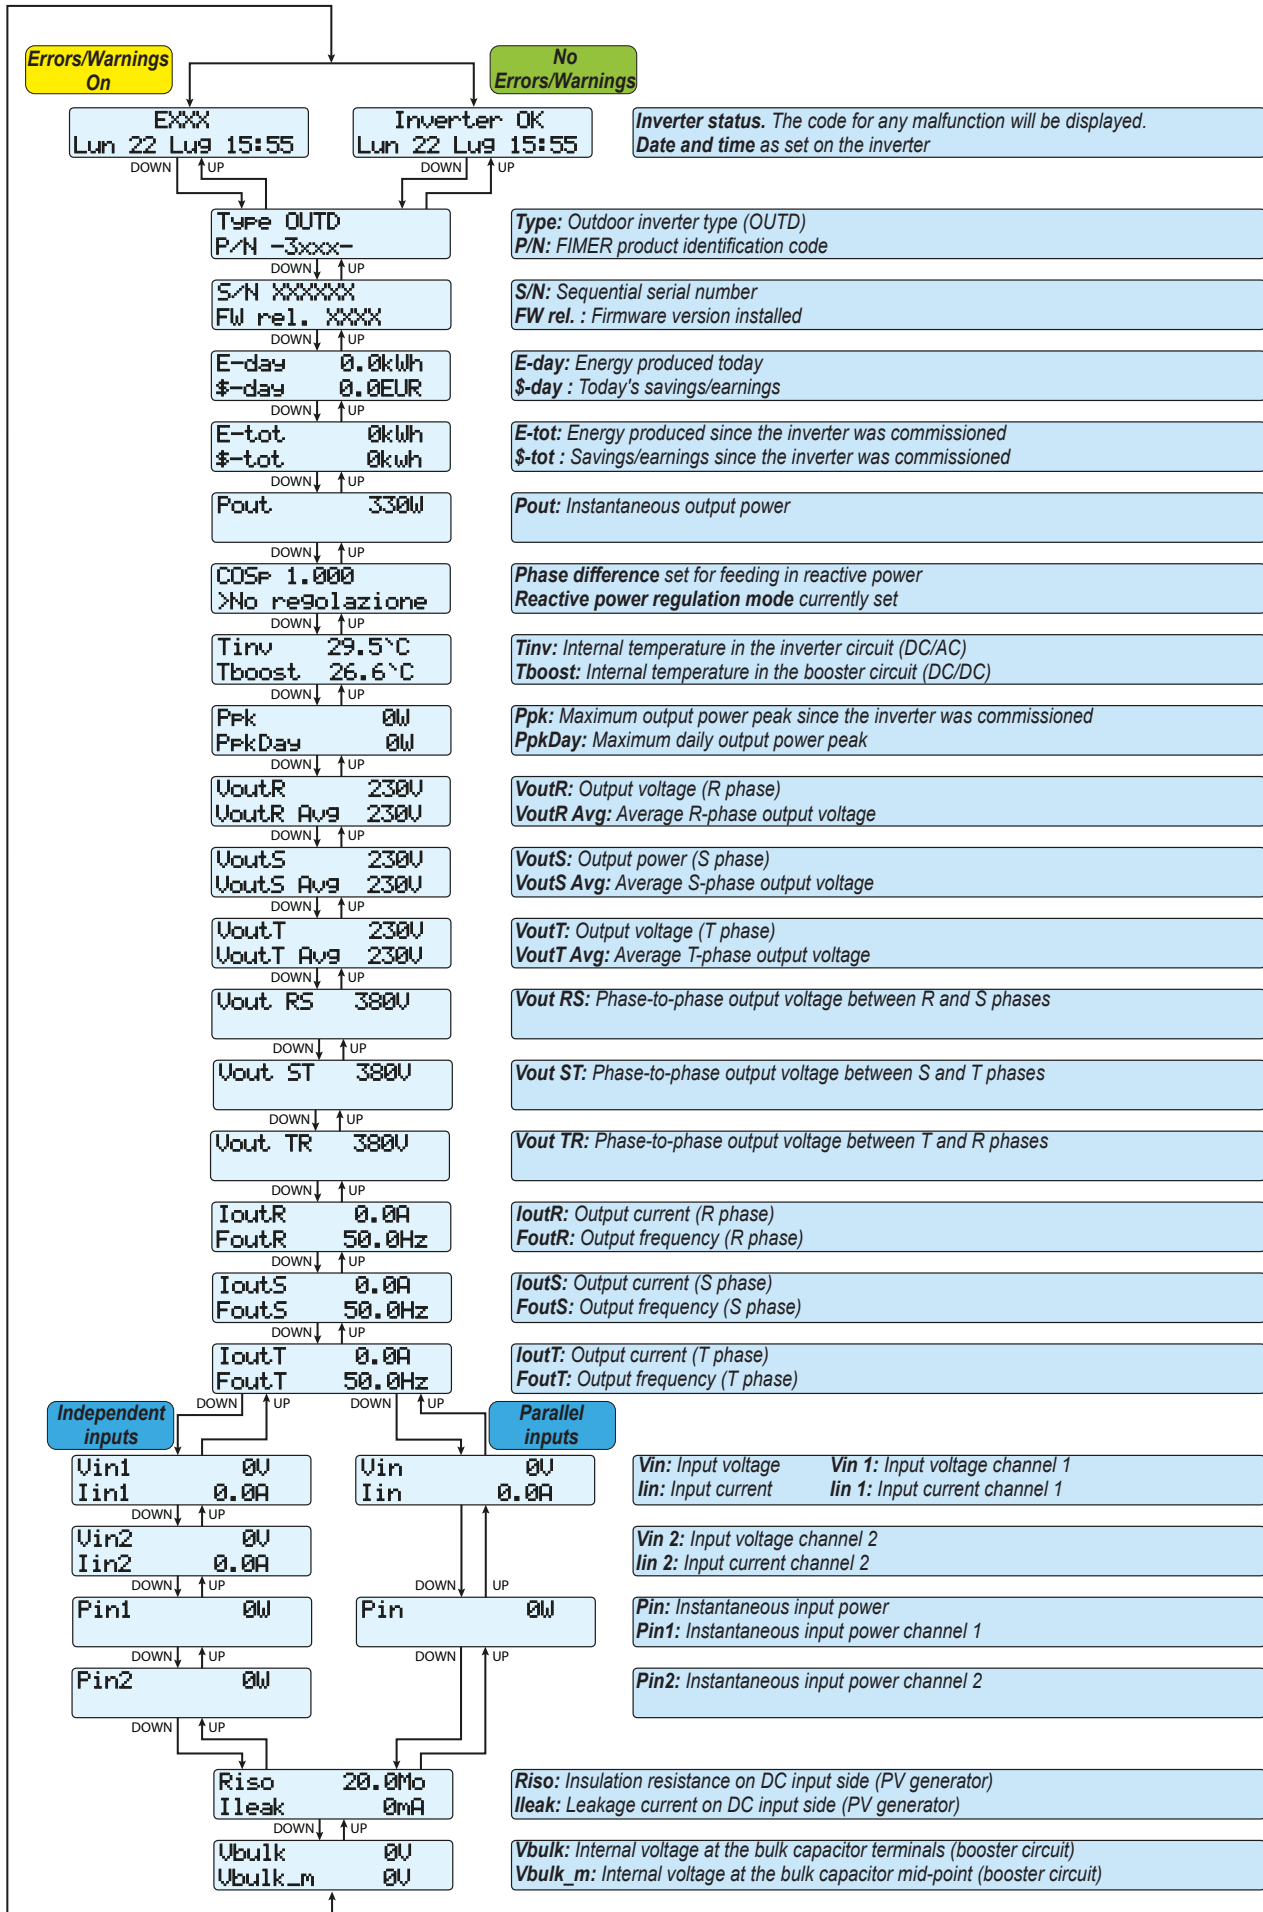 Errors/Warnings
On
No
Errors/Warnings
EXXX
Lun 22 Lug 15:55
Inverter OK
Lun 22 Lug 15:55
Inverter status. The code for any malfunction will be displayed.
Date and time as set on the inverter
DOWN UP
DOWN UP
Type OUTD
P/N -3xxx-
Type: Outdoor inverter type (OUTD)
P/N: FIMER product identification code
DOWN UP
S/N XXXXXX
FW rel. XXXX
S/N: Sequential serial number
FW rel. : Firmware version installed
DOWN UP
E-day 0.0kWh
$-day 0.0EUR
E-day: Energy produced today
$-day : Today's savings/earnings
DOWN UP
E-tot 0kWh
$-tot 0kwh
E-tot: Energy produced since the inverter was commissioned
$-tot : Savings/earnings since the inverter was commissioned
DOWN UP
Pout 330W
Pout: Instantaneous output power
DOWN UP
COSP 1.000
>No regolazione
Phase difference set for feeding in reactive power
Reactive power regulation mode currently set
DOWN UP
Tinv 29.5`C
Tboost 26.6`C
Tinv: Internal temperature in the inverter circuit (DC/AC)
Tboost: Internal temperature in the booster circuit (DC/DC)
DOWN UP
Ppk 0W
PpkDay 0W
Ppk: Maximum output power peak since the inverter was commissioned
PpkDay: Maximum daily output power peak
DOWN UP
VoutR 230V
VoutR Avg 230V
VoutR: Output voltage (R phase)
VoutR Avg: Average R-phase output voltage
DOWN UP
VoutS 230V
VoutS Avg 230V
VoutS: Output power (S phase)
VoutS Avg: Average S-phase output voltage
DOWN UP
VoutT 230V
VoutT Avg 230V
VoutT: Output voltage (T phase)
VoutT Avg: Average T-phase output voltage
DOWN UP
Vout RS 380V
Vout RS: Phase-to-phase output voltage between R and S phases
DOWN UP
Vout ST 380V
Vout ST: Phase-to-phase output voltage between S and T phases
DOWN UP
Vout TR 380V
Vout TR: Phase-to-phase output voltage between T and R phases
DOWN UP
IoutR 0.0A
FoutR 50.0Hz
IoutR: Output current (R phase)
FoutR: Output frequency (R phase)
DOWN UP
IoutS 0.0A
FoutS 50.0Hz
IoutS: Output current (S phase)
FoutS: Output frequency (S phase)
DOWN UP
IoutT 0.0A
FoutT 50.0Hz
IoutT: Output current (T phase)
FoutT: Output frequency (T phase)
DOWN UP
DOWN UP
Independent
inputs
Parallel
inputs
Vin1 0V
Iin1 0.0A
Vin 0V
Iin 0.0A
Vin: Input voltage Vin 1: Input voltage channel 1
Iin: Input current Iin 1: Input current channel 1
DOWN UP
Vin2 0V
Iin2 0.0A
Vin 2: Input voltage channel 2
Iin 2: Input current channel 2
DOWN UP
DOWN UP
Pin1 0W
Pin 0W
Pin: Instantaneous input power
Pin1: Instantaneous input power channel 1
DOWN UP
DOWN UP
Pin2 0W
Pin2: Instantaneous input power channel 2
DOWN UP
Riso 20.0Mo
Ileak 0mA
Riso: Insulation resistance on DC input side (PV generator)
Ileak: Leakage current on DC input side (PV generator)
DOWN UP
Vbulk 0V
Vbulk_m 0V
Vbulk: Internal voltage at the bulk capacitor terminals (booster circuit)
Vbulk_m: Internal voltage at the bulk capacitor mid-point (booster circuit)